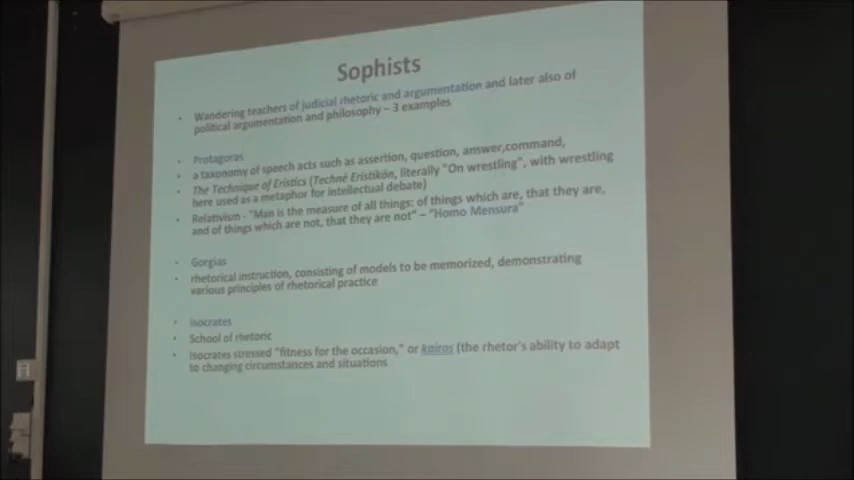 Sophists
• Wandering teachers of judicial rhetoric and argumentation and later also of
political argumentation and philosophy – 3 examples
• Protagoras
• a taxonomy of speech acts such as assertion, question, answer,command,
• The Technique of Eristics (Technē Eristikōn, literally "On wrestling", with wrestling
here used as a metaphor for intellectual debate)
• Relativism - "Man is the measure of all things: of things which are, that they are,
and of things which are not, that they are not" – "Homo Mensura"
• Gorgias
• rhetorical instruction, consisting of models to be memorized, demonstrating
various principles of rhetorical practice
• Isocrates
• School of rhetoric
• Isocrates stressed "fitness for the occasion," or kairos (the rhetor's ability to adapt
to changing circumstances and situations